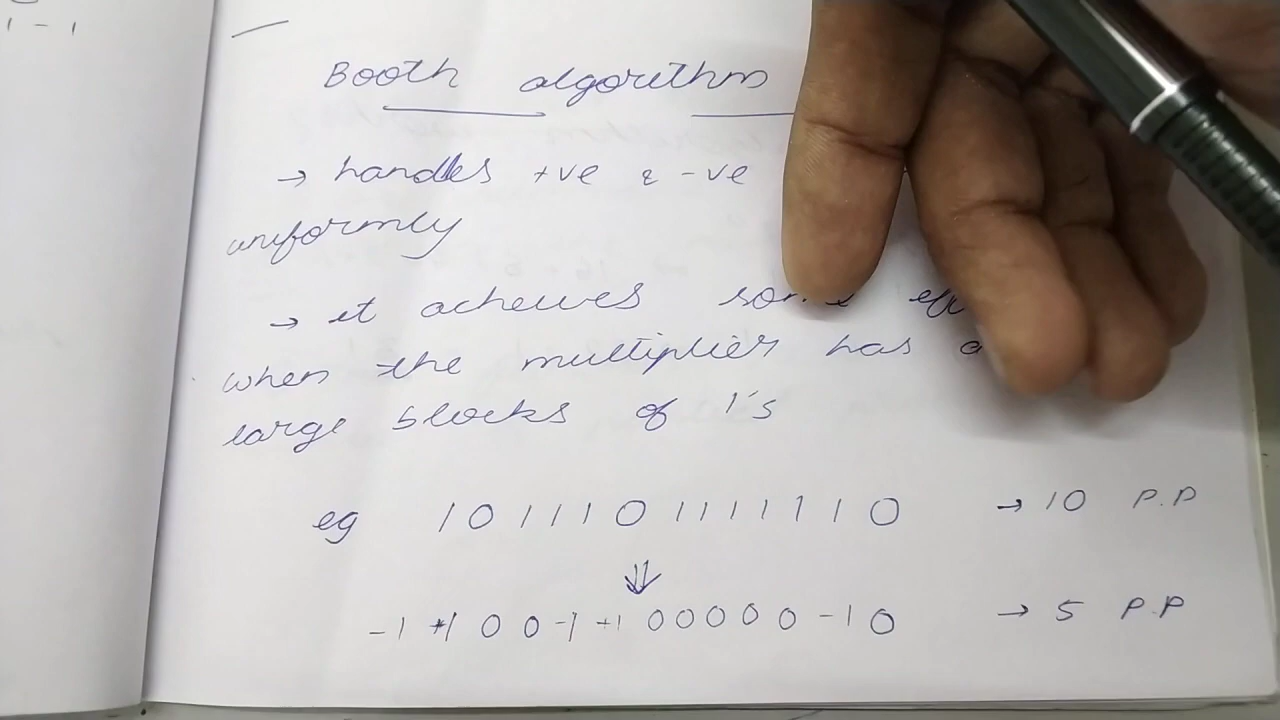 1 - 1
Booth algorithm
→ handles +ve & -ve
uniformly
→ it acheives
when the multiplier has
large blocks of 1's
eg 1 0 1 1 1 0 1 1 1 1 1 1 0 → 10 P.P
⇓
-1 +1 0 0 -1 +1 0 0 0 0 0 -1 0 → 5 P.P